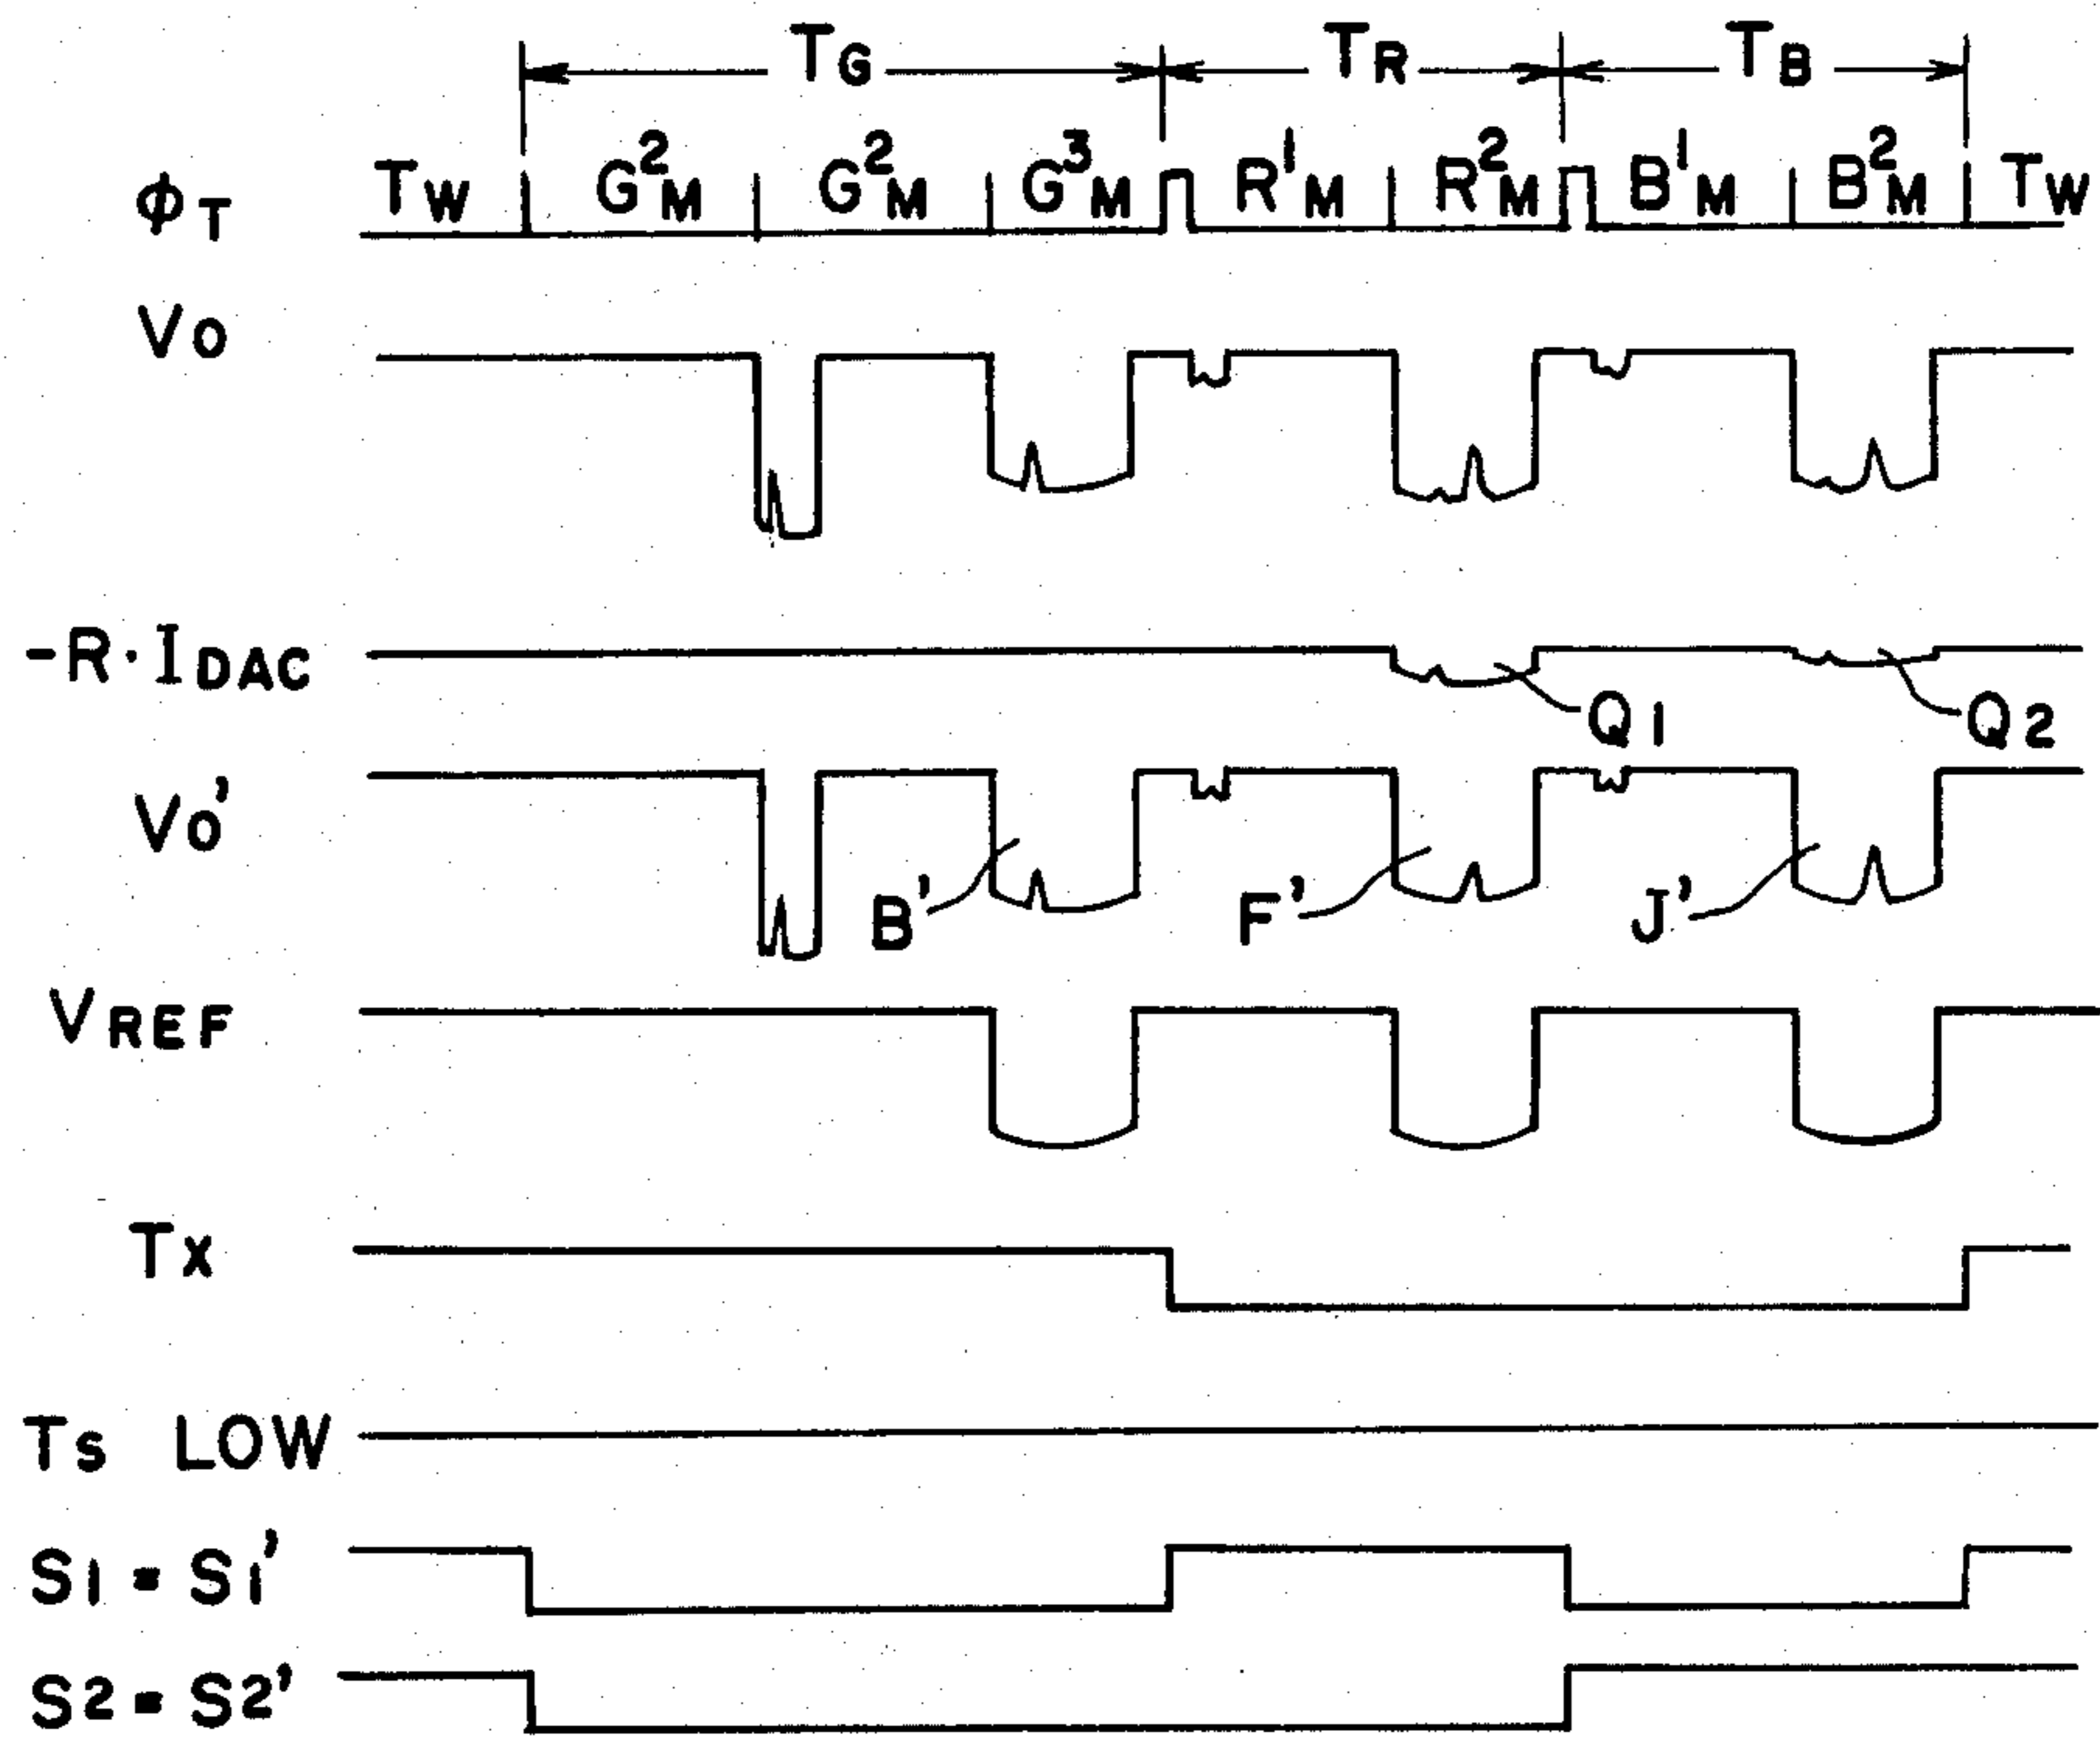 TG TR TB
ΦT TW G²M G²M G³M R¹M R²M B¹M B²M TW
Vo
-R·IDAC
Q1 Q2
Vo'
B' F' J'
VREF
Tx
Ts LOW
S1=S1'
S2=S2'